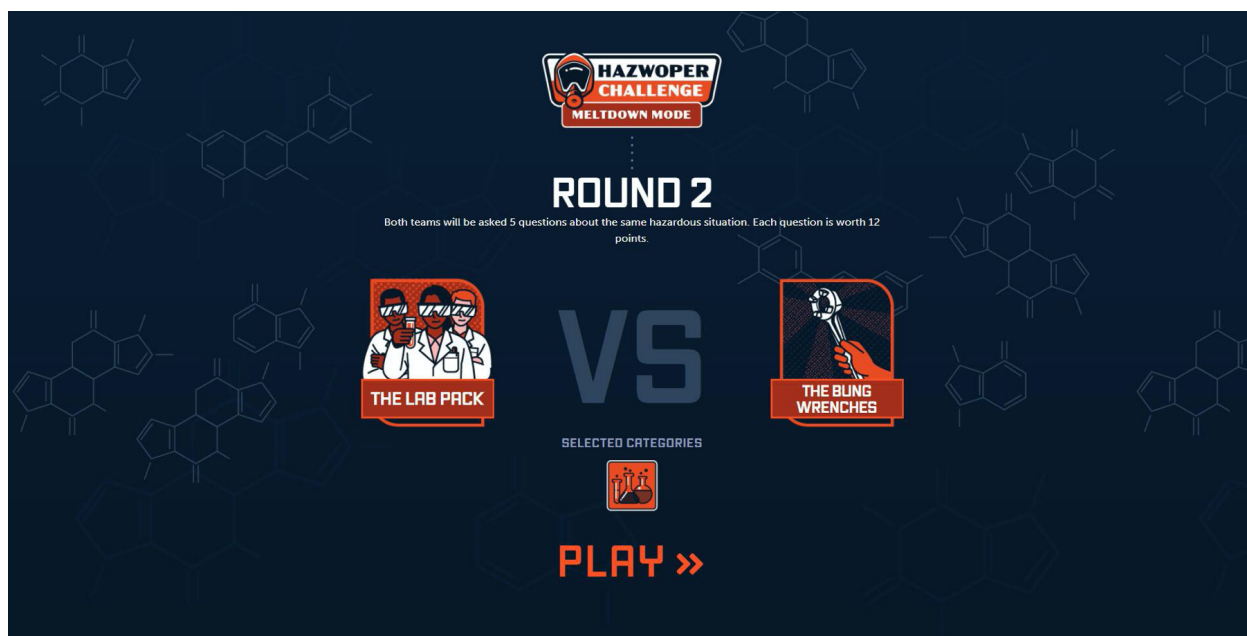 HAZWOPER
CHALLENGE
MELTDOWN MODE
ROUND 2
Both teams will be asked 5 questions about the same hazardous situation. Each question is worth 12
points.
VS
THE LAB PACK
THE BUNG
WRENCHES
SELECTED CATEGORIES
PLAY »